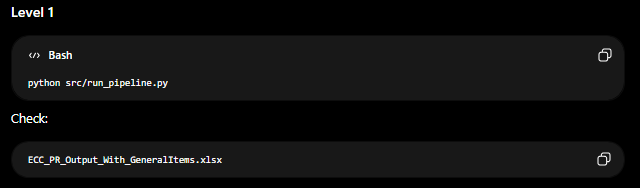 Level 1
Bash
python src/run_pipeline.py
Check:
ECC_PR_Output_With_GeneralItems.xlsx